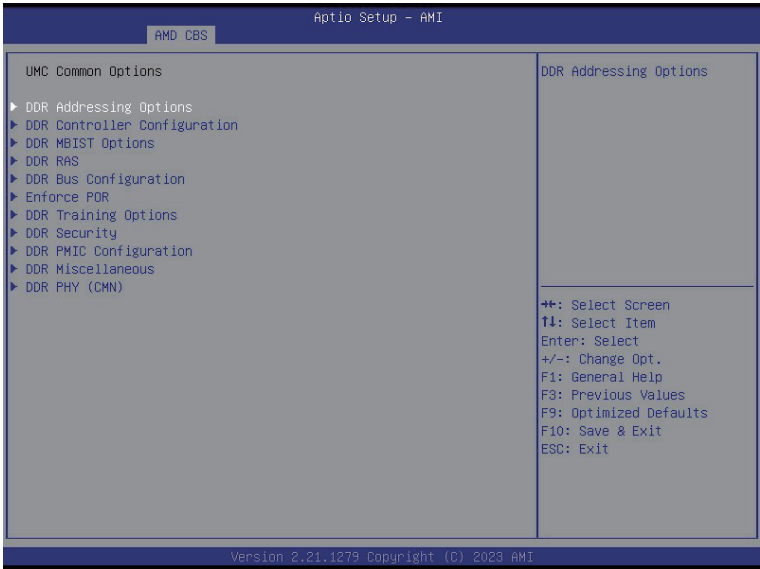 Aptio Setup – AMI
AMD CBS
UMC Common Options
DDR Addressing Options
DDR Controller Configuration
DDR MBIST Options
DDR RAS
DDR Bus Configuration
Enforce POR
DDR Training Options
DDR Security
DDR PMIC Configuration
DDR Miscellaneous
DDR PHY (CMN)
DDR Addressing Options
→←: Select Screen
↑↓: Select Item
Enter: Select
+/-: Change Opt.
F1: General Help
F3: Previous Values
F9: Optimized Defaults
F10: Save & Exit
ESC: Exit
Version 2.21.1279 Copyright (C) 2023 AMI